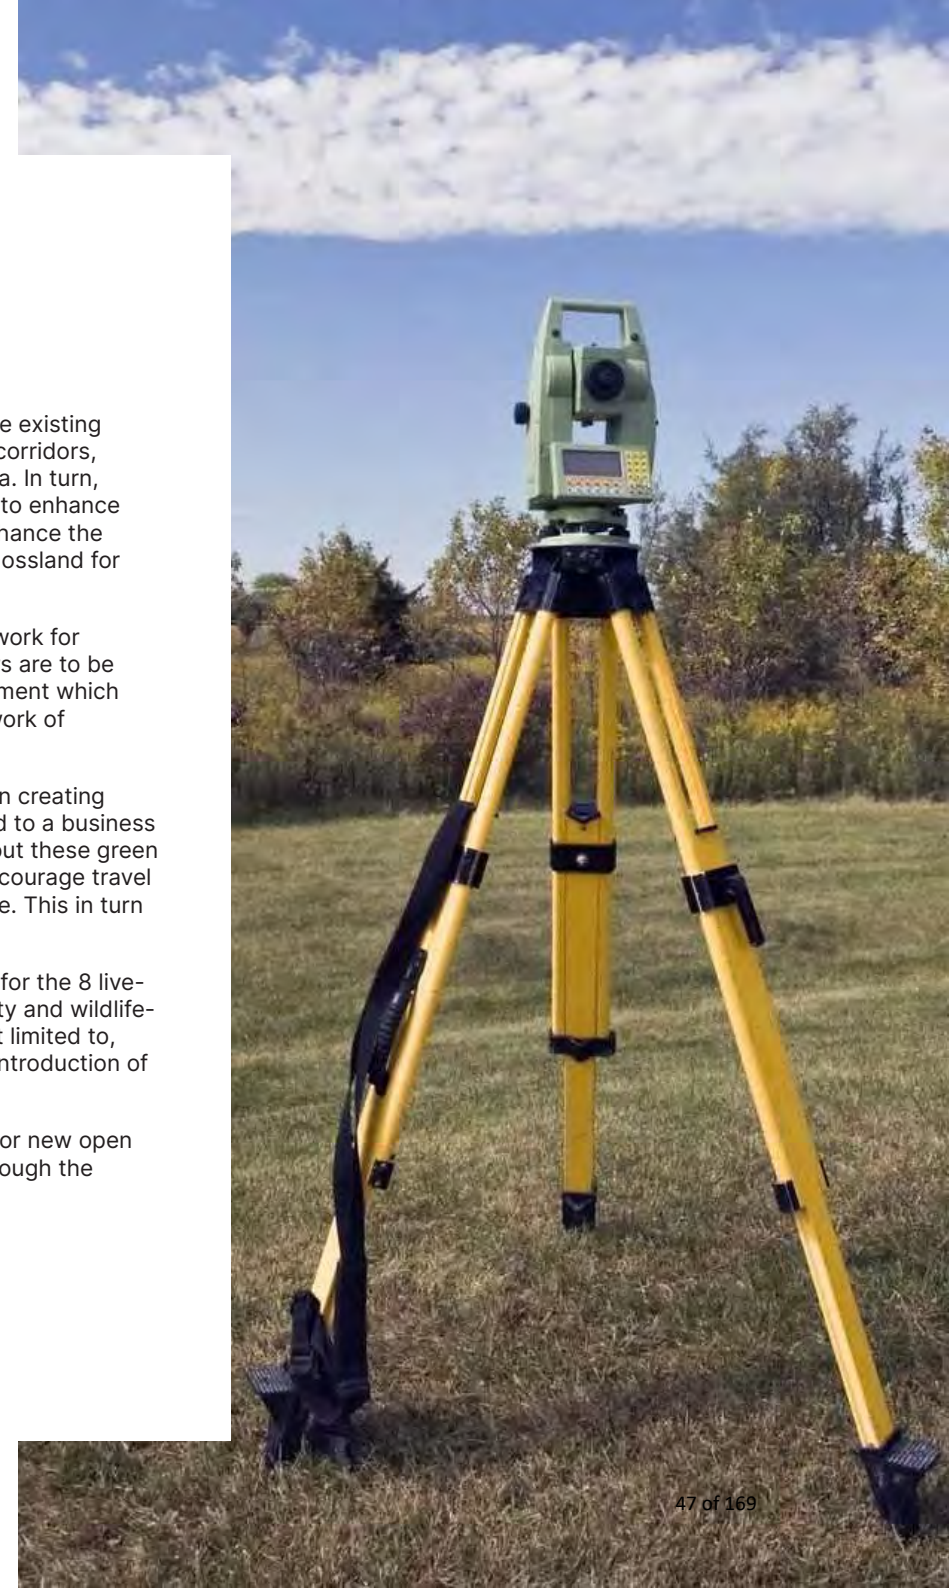 e existing
corridors,
a. In turn,
to enhance
hance the
ossland for
work for
s are to be
ment which
work of
n creating
d to a business
out these green
courage travel
e. This in turn
for the 8 live-
ty and wildlife-
t limited to,
ntroduction of
or new open
ough the
47 of 169